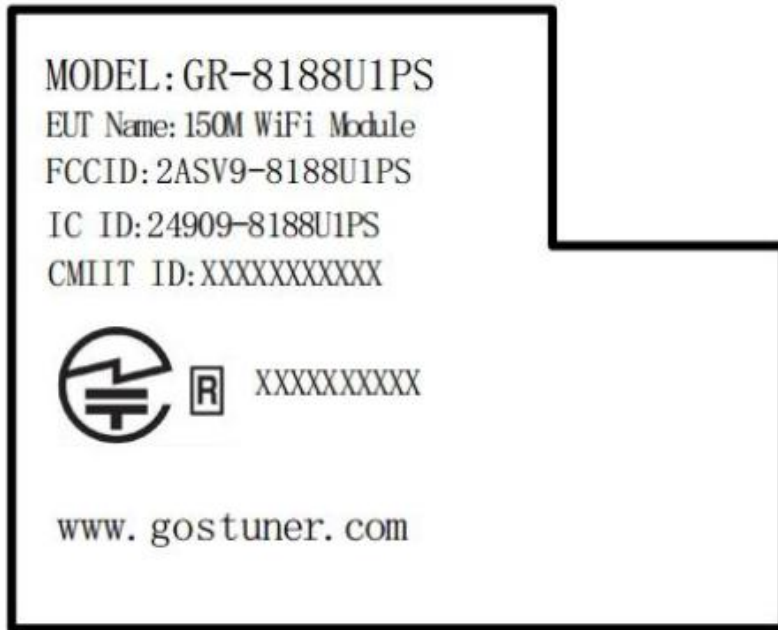 MODEL:GR-8188U1PS
EUT Name:150M WiFi Module
FCCID:2ASV9-8188U1PS
IC ID:24909-8188U1PS
CMIIT ID:XXXXXXXXXXX
R XXXXXXXXXX
www.gostuner.com